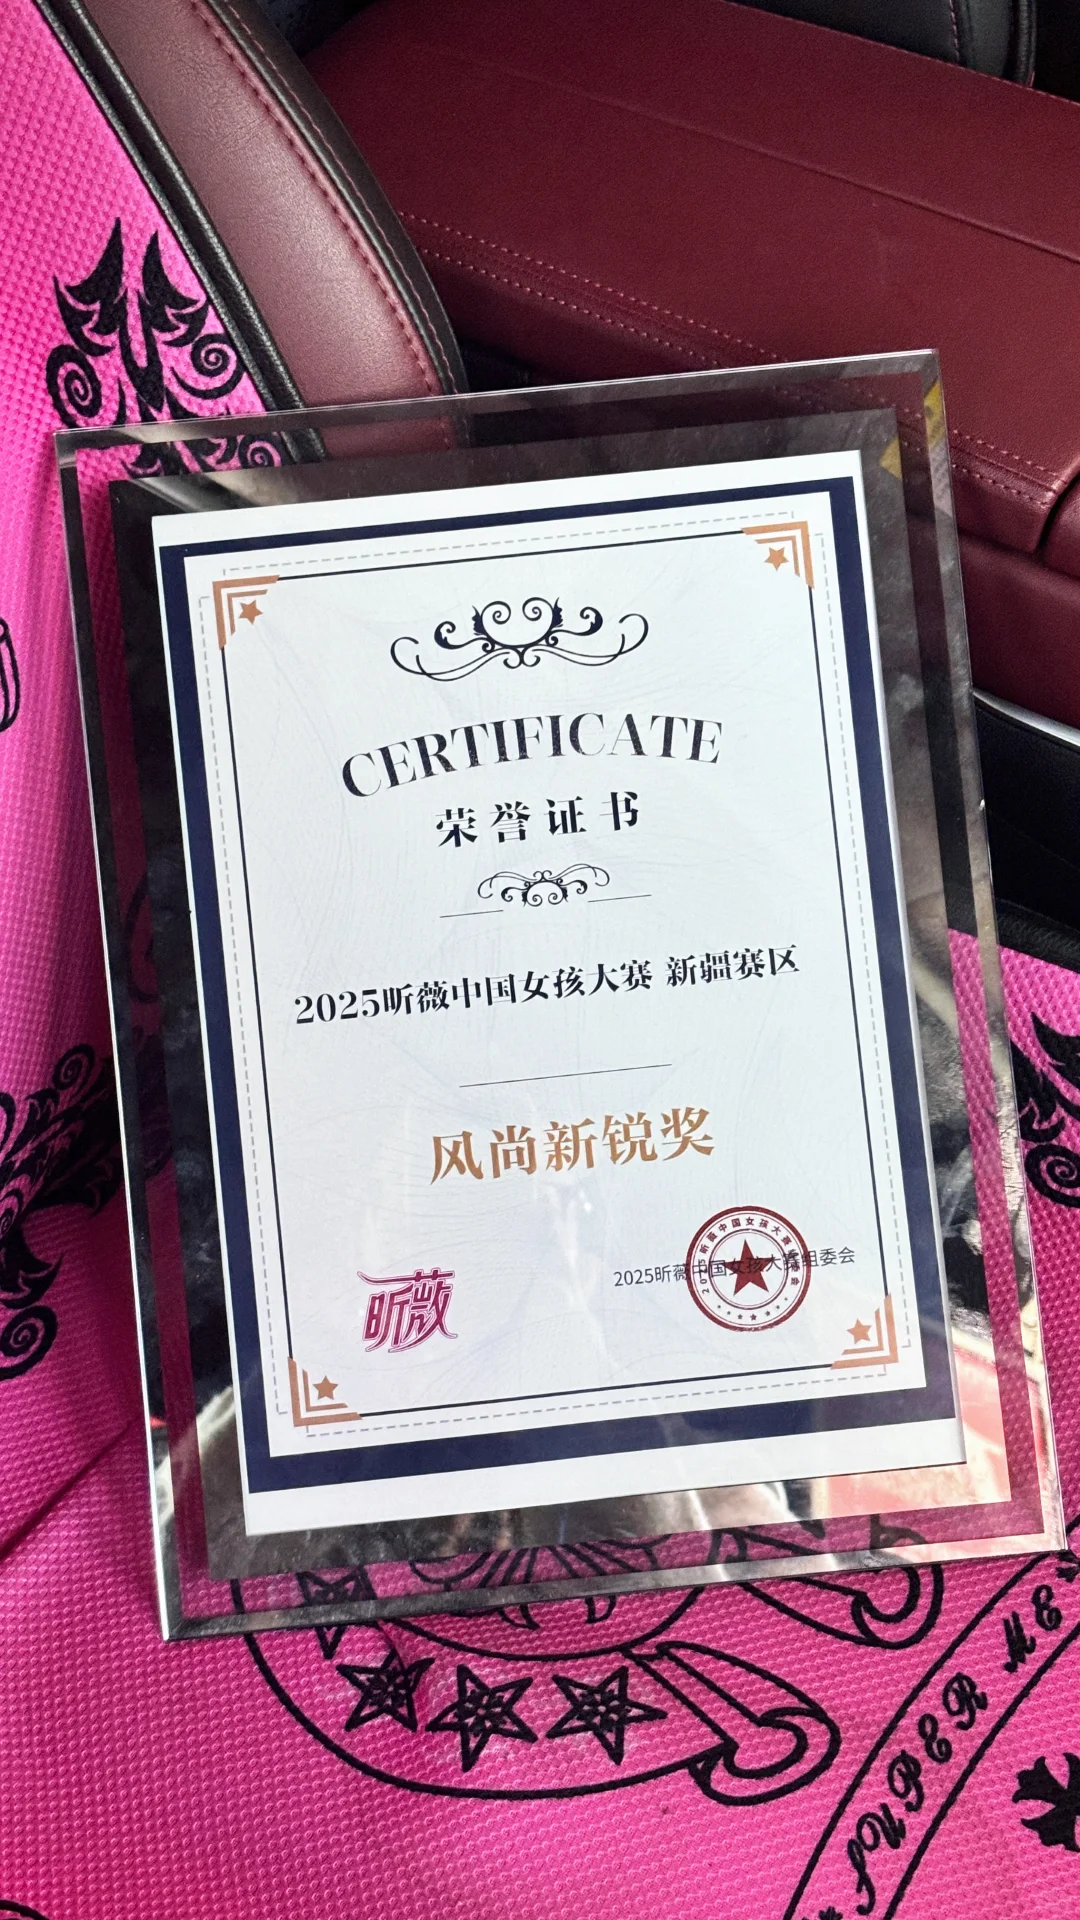 CERTIFICATE
荣誉证书
2025昕薇中国女孩大赛 新疆赛区
风尚新锐奖
昕薇
2025昕薇中国女孩大赛组委会
SUPER ME